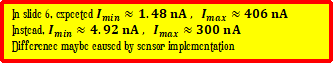 In slide 6, expected I_min ≈ 1.48 nA , I_max ≈ 406 nA
Instead, I_min ≈ 4.92 nA , I_max ≈ 300 nA
Difference maybe caused by sensor implementation